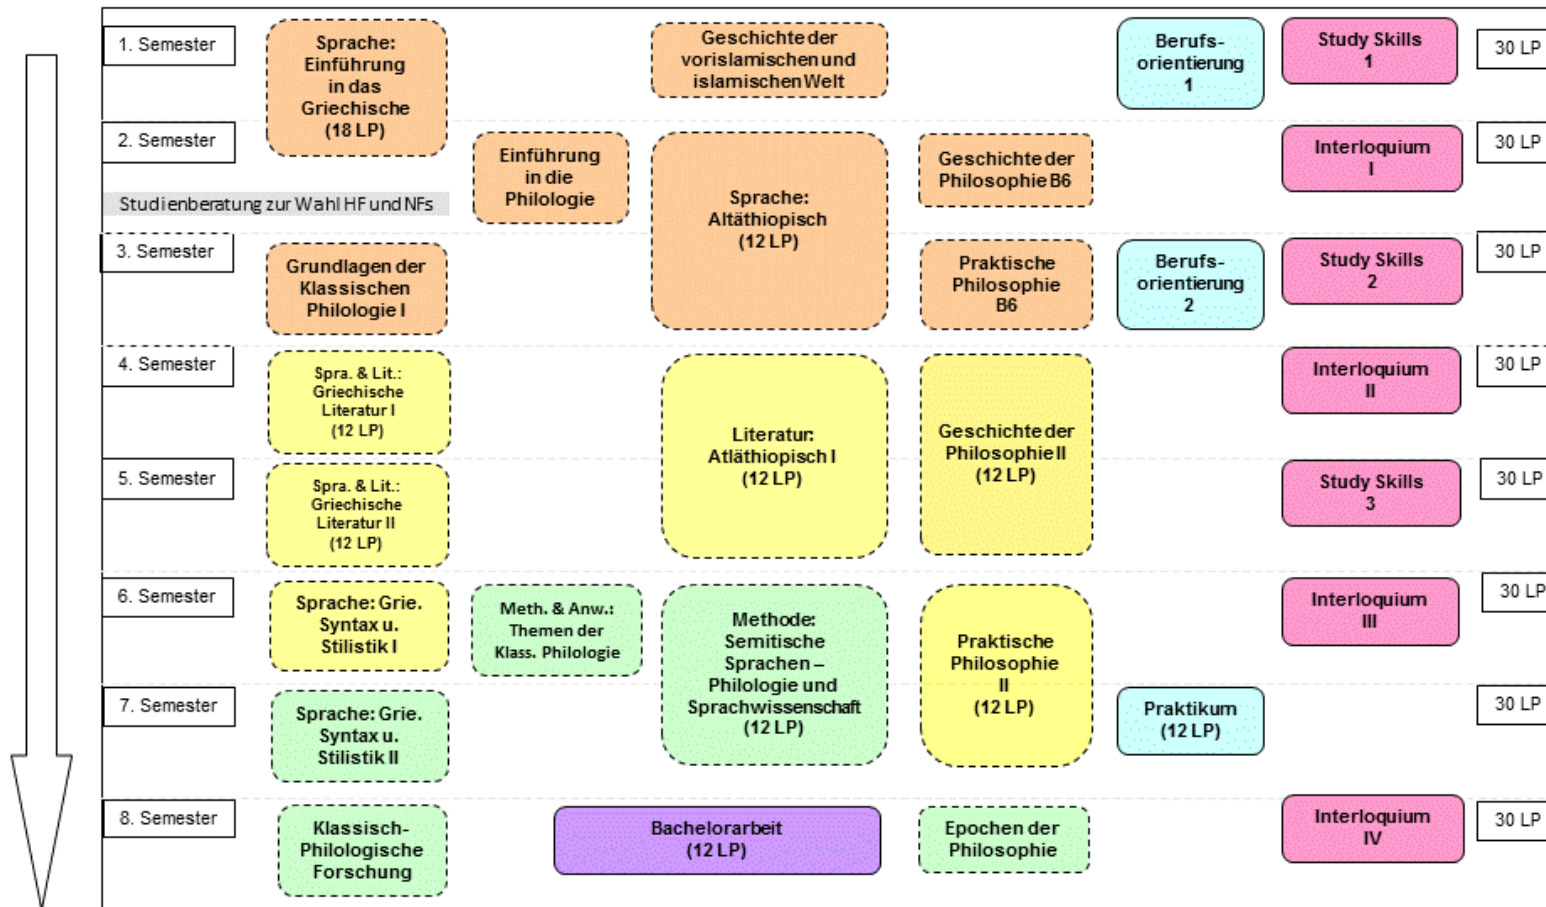 1. Semester
Sprache:
Einführung
in das
Griechische
(18 LP)
Geschichte der
vorislamischen und
islamischen Welt
Berufs-
orientierung
1
Study Skills
1
30 LP
2. Semester
Einführung
in die
Philologie
Sprache:
Altäthiopisch
(12 LP)
Geschichte der
Philosophie B6
Interloquium
I
30 LP
Studienberatung zur Wahl HF und NFs
3. Semester
Grundlagen der
Klassischen
Philologie I
Praktische
Philosophie
B6
Berufs-
orientierung
2
Study Skills
2
30 LP
4. Semester
Spra. & Lit.:
Griechische
Literatur I
(12 LP)
Literatur:
Atläthiopisch I
(12 LP)
Geschichte der
Philosophie II
(12 LP)
Interloquium
II
30 LP
5. Semester
Spra. & Lit.:
Griechische
Literatur II
(12 LP)
Study Skills
3
30 LP
6. Semester
Sprache: Grie.
Syntax u.
Stilistik I
Meth. & Anw.:
Themen der
Klass. Philologie
Methode:
Semitische
Sprachen –
Philologie und
Sprachwissenschaft
(12 LP)
Praktische
Philosophie
II
(12 LP)
Interloquium
III
30 LP
7. Semester
Sprache: Grie.
Syntax u.
Stilistik II
Praktikum
(12 LP)
30 LP
8. Semester
Klassisch-
Philologische
Forschung
Bachelorarbeit
(12 LP)
Epochen der
Philosophie
Interloquium
IV
30 LP